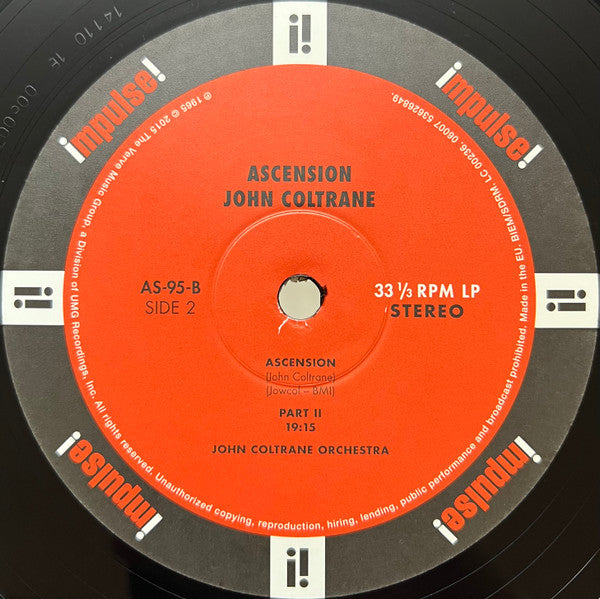 ASCENSION
JOHN COLTRANE
AS-95-B
SIDE 2
33 ⅓ RPM LP
STEREO
ASCENSION
(John Coltrane)
(Jowcol – BMI)
PART II
19:15
JOHN COLTRANE ORCHESTRA
℗ 1965 © 2015 The Verve Music Group, a Division of UMG Recordings, Inc. All rights reserved. Unauthorized copying, reproduction, hiring, lending, public performance and broadcast prohibited. Made in the EU. BIEM/SDRM. LC 00236. 06007 53626849.
impulse!
impulse!
impulse!
impulse!
i!
i!
i!
i!